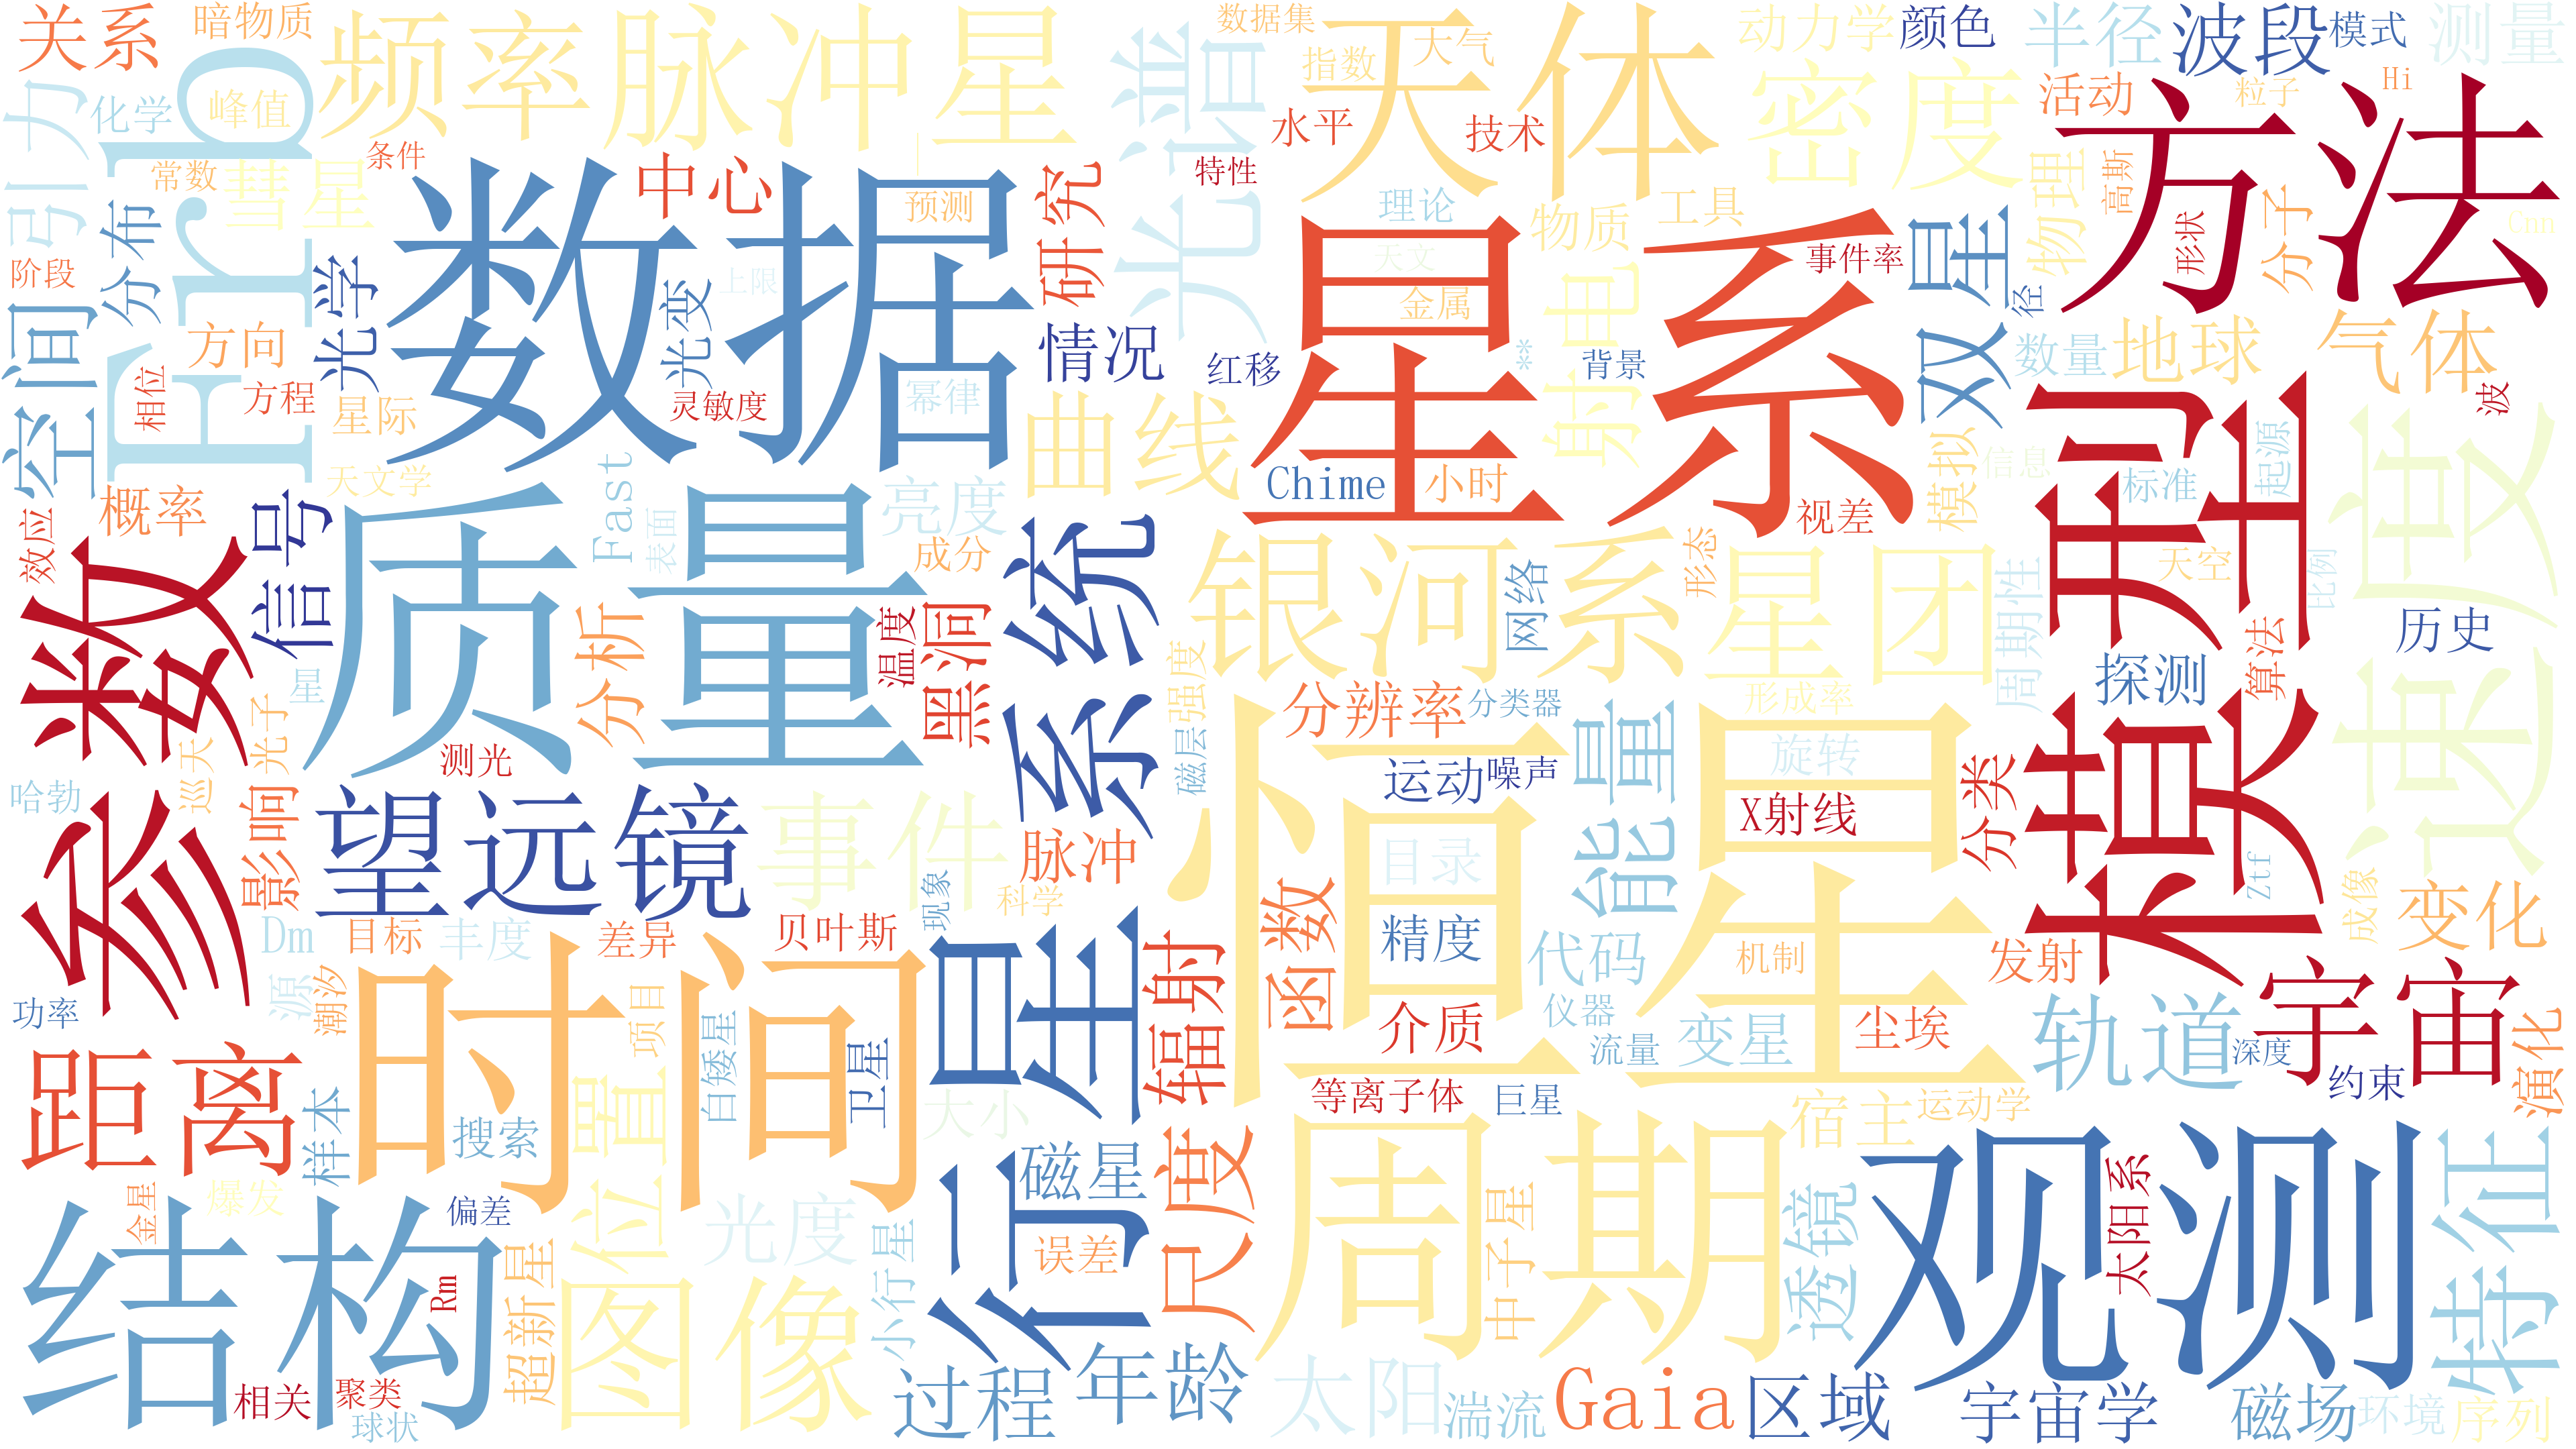 关系
暗物质
频率
脉冲星
数据集
天体
动力学
颜色
半径
波段
模式
测量
引力
化学
峰值
Frb
光谱
指数
大气
密度
活动
粒子
Hi
方法
常数
彗星
条件
中心
预测
研究
特性
水平
技术
理论
物质
工具
双星
物理
高斯
形状
分子
Cnn
阶段
分布
光学
数据
光变
上限
星系
天文
金属
事件率
射电
径
空间
方向
相位
方程
星际
灵敏度
幂律
情况
红移
**
背景
数量
地球
气体
波
天文学
概率
曲线
Chime
小时
视差
模拟
信息
模型
标准
起源
速度
效应
参数
信号
质量
Fast
表面
亮度
成分
系统
银河系
网络
形态
星团
周期性
天空
比例
历史
星
分析
温度
黑洞
强度
分辨率
分类器
形成率
探测
算法
哈勃
巡天
光子
测光
磁层
恒星
运动
噪声
能量
旋转
X射线
分类
影响
望远镜
事件
脉冲
目录
Ztf
Dm
目标
丰度
差异
贝叶斯
现象
科学
函数
精度
代码
机制
发射
成像
变化
源
功率
潮汐
时间
项目
行星
辐射
介质
仪器
流量
变星
尘埃
轨道
宇宙
深度
距离
样本
搜索
位置
白矮星
卫星
大小
等离子体
巨星
宿主
运动学
约束
演化
金星
爆发
偏差
光度
小行星
磁星
尺度
周期
中子星
透镜
观测
太阳系
特征
结构
Rm
超新星
图像
误差
相关
聚类
球状
过程
年龄
太阳
湍流
Gaia
区域
宇宙学
磁场
环境
序列